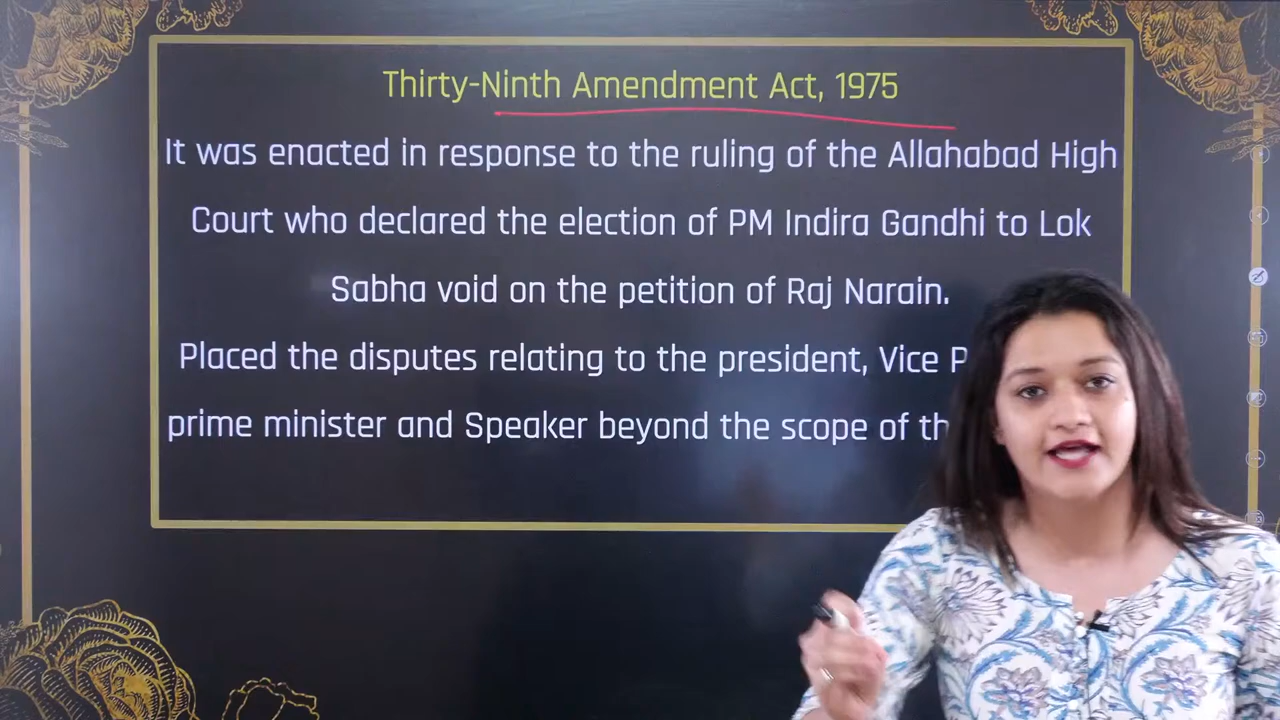 Thirty-Ninth Amendment Act, 1975
It was enacted in response to the ruling of the Allahabad High
Court who declared the election of PM Indira Gandhi to Lok
Sabha void on the petition of Raj Narain.
Placed the disputes relating to the president, Vice
prime minister and Speaker beyond the scope of